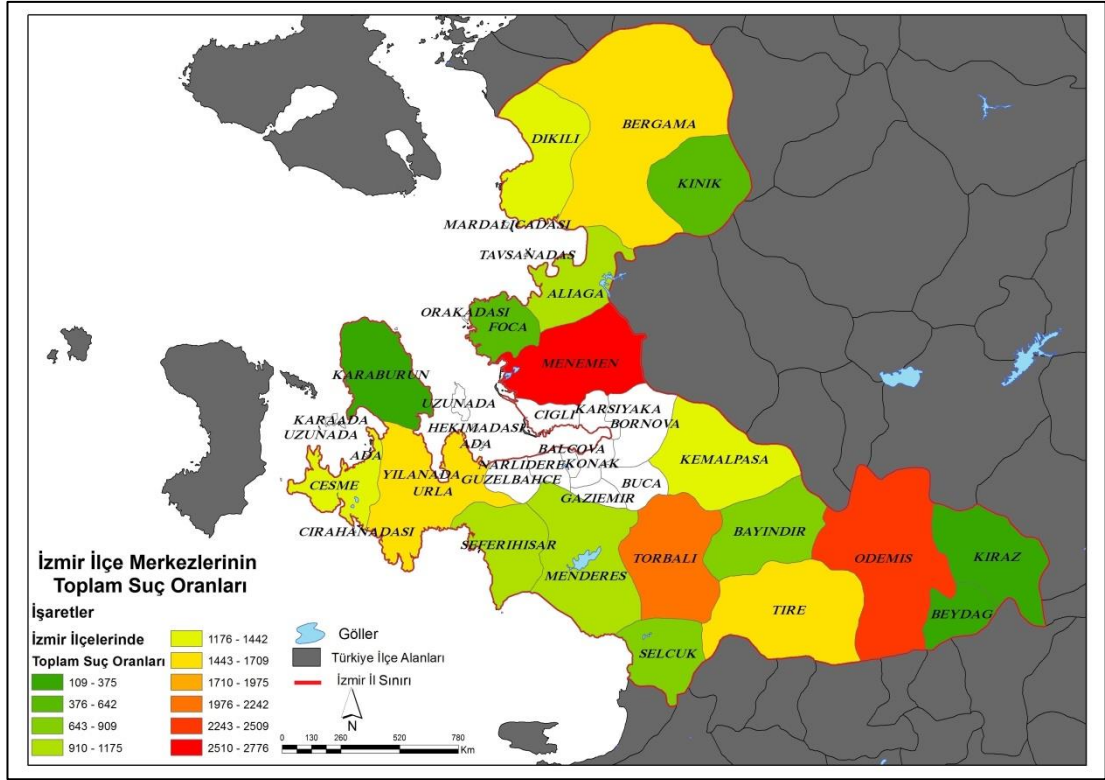 DIKILI
BERGAMA
KINIK
MARDALICADASI
TAVSANADAS
ALIAGA
ORAKADASI
FOCA
MENEMEN
KARABURUN
UZUNADA
CIGLI
KARSIYAKA
KARAADA
HEKIMADASI
BORNOVA
UZUNADA
ADA
ADA
BALCOVA
YILANADA
NARLIDERE
KONAK
KEMALPASA
CESME
URLA
GUZELBAHCE
BUCA
GAZIEMIR
CIRAHANADASI
SEFERIHISAR
TORBALI
BAYINDIR
ODEMIS
KIRAZ
MENDERES
TIRE
BEYDAG
SELCUK
İzmir İlçe Merkezlerinin
Toplam Suç Oranları
İşaretler
İzmir İlçelerinde
Toplam Suç Oranları
109 - 375
376 - 642
643 - 909
910 - 1175
1176 - 1442
1443 - 1709
1710 - 1975
1976 - 2242
2243 - 2509
2510 - 2776
Göller
Türkiye İlçe Alanları
İzmir İl Sınırı
N
0 130 260 520 780
Km